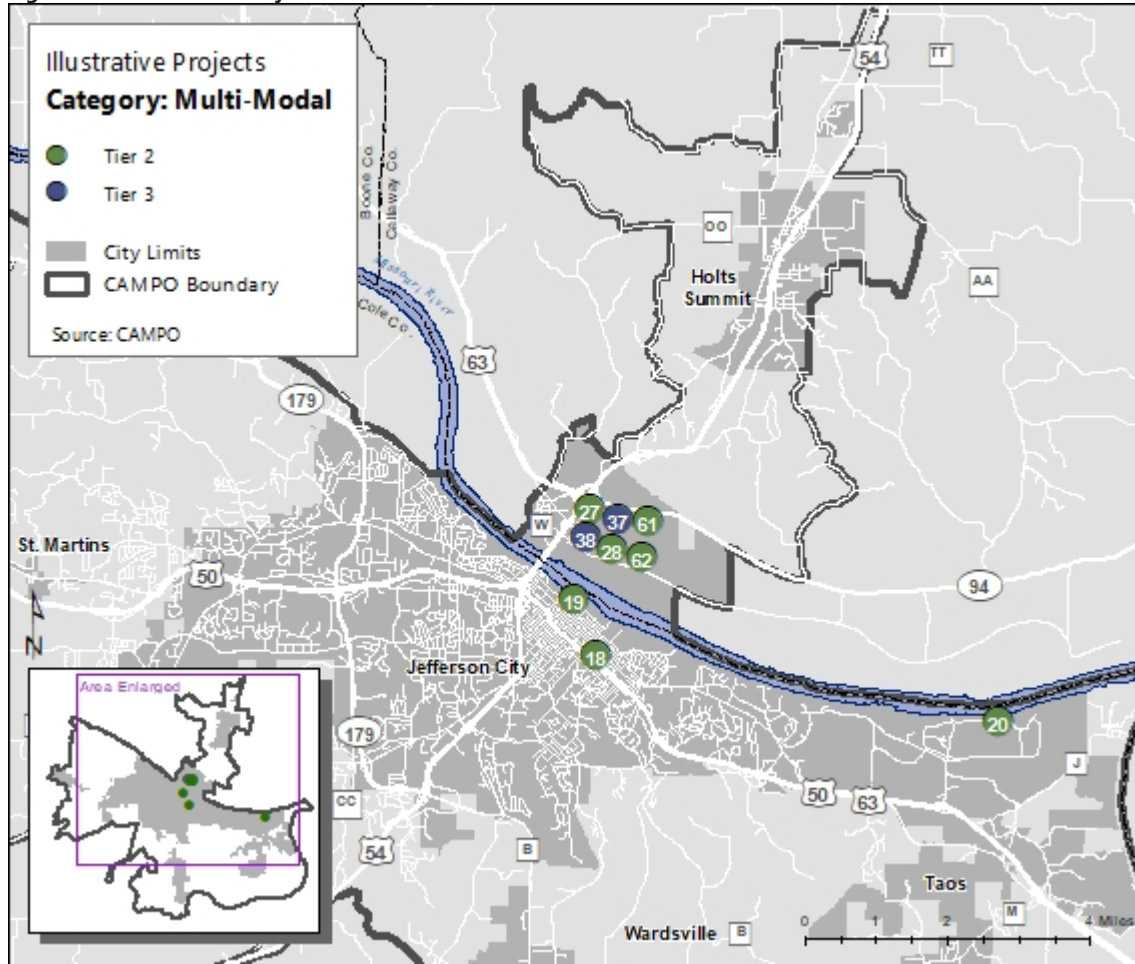 Illustrative Projects
Category: Multi-Modal
Tier 2
Tier 3
City Limits
CAMPO Boundary
Source: CAMPO
54
TT
Boone Co.
Callaway Co.
Missouri River
Cole Co.
OO
Holts
Summit
AA
63
179
27
37
61
W
38
28
62
St. Martins
50
94
19
N
18
Jefferson City
Area Enlarged
20
179
J
CC
50
63
54
B
Taos
M
Wardsville
B
0 1 2 4 Miles